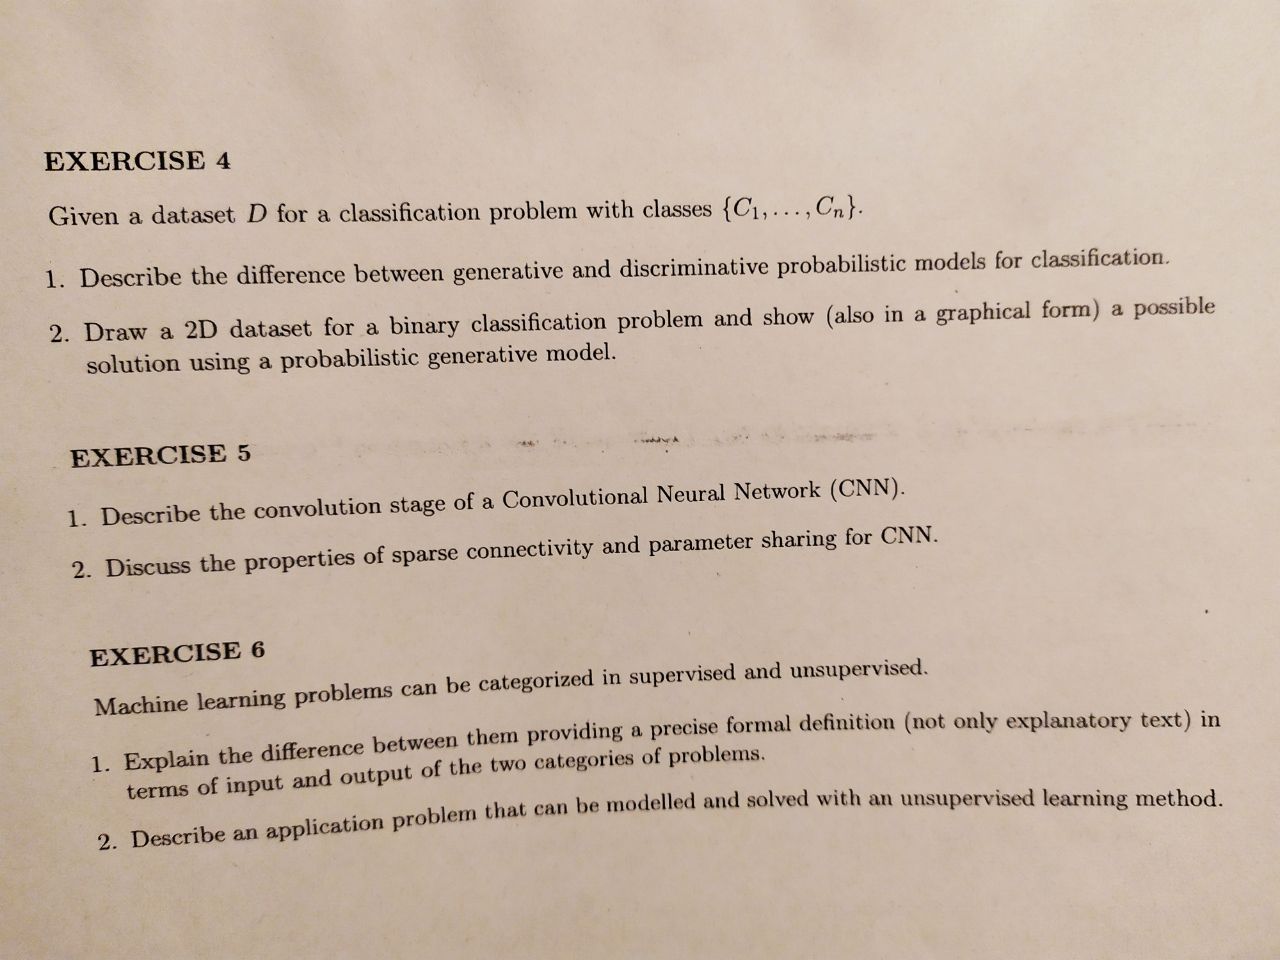 EXERCISE 4
Given a dataset D for a classification problem with classes {C₁, . . . , Cₙ}.
1. Describe the difference between generative and discriminative probabilistic models for classification.
2. Draw a 2D dataset for a binary classification problem and show (also in a graphical form) a possible
solution using a probabilistic generative model.
EXERCISE 5
1. Describe the convolution stage of a Convolutional Neural Network (CNN).
2. Discuss the properties of sparse connectivity and parameter sharing for CNN.
EXERCISE 6
Machine learning problems can be categorized in supervised and unsupervised.
1. Explain the difference between them providing a precise formal definition (not only explanatory text) in
terms of input and output of the two categories of problems.
2. Describe an application problem that can be modelled and solved with an unsupervised learning method.